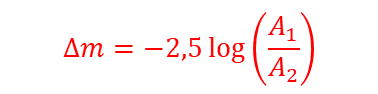 Δm = −2,5 log(A₁/A₂)